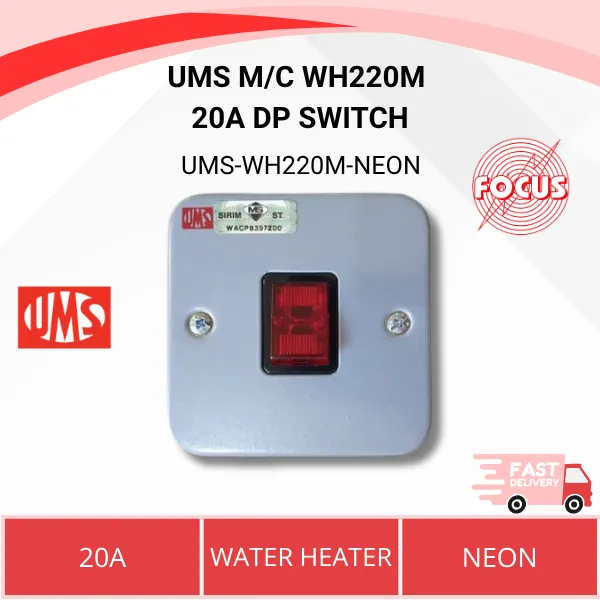 UMS M/C WH220M
20A DP SWITCH
UMS-WH220M-NEON
FOCUS
UMS SIRIM MS ST
WACP8357200
UMS
FAST
DELIVERY
20A
WATER HEATER
NEON